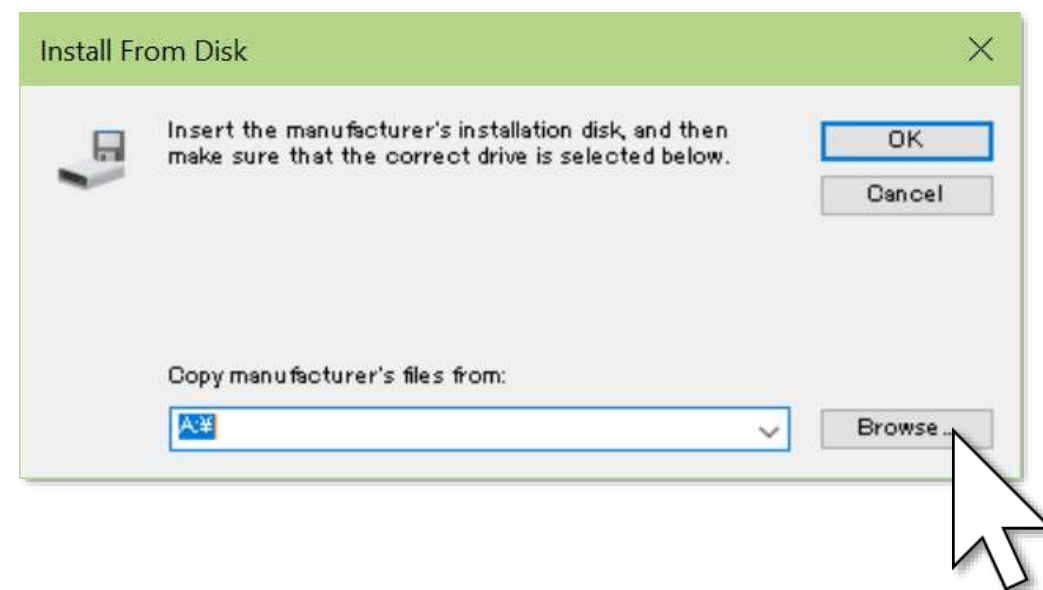 Install From Disk
Insert the manufacturer's installation disk, and then
make sure that the correct drive is selected below.
OK
Cancel
Copy manufacturer's files from:
A:¥
Browse...